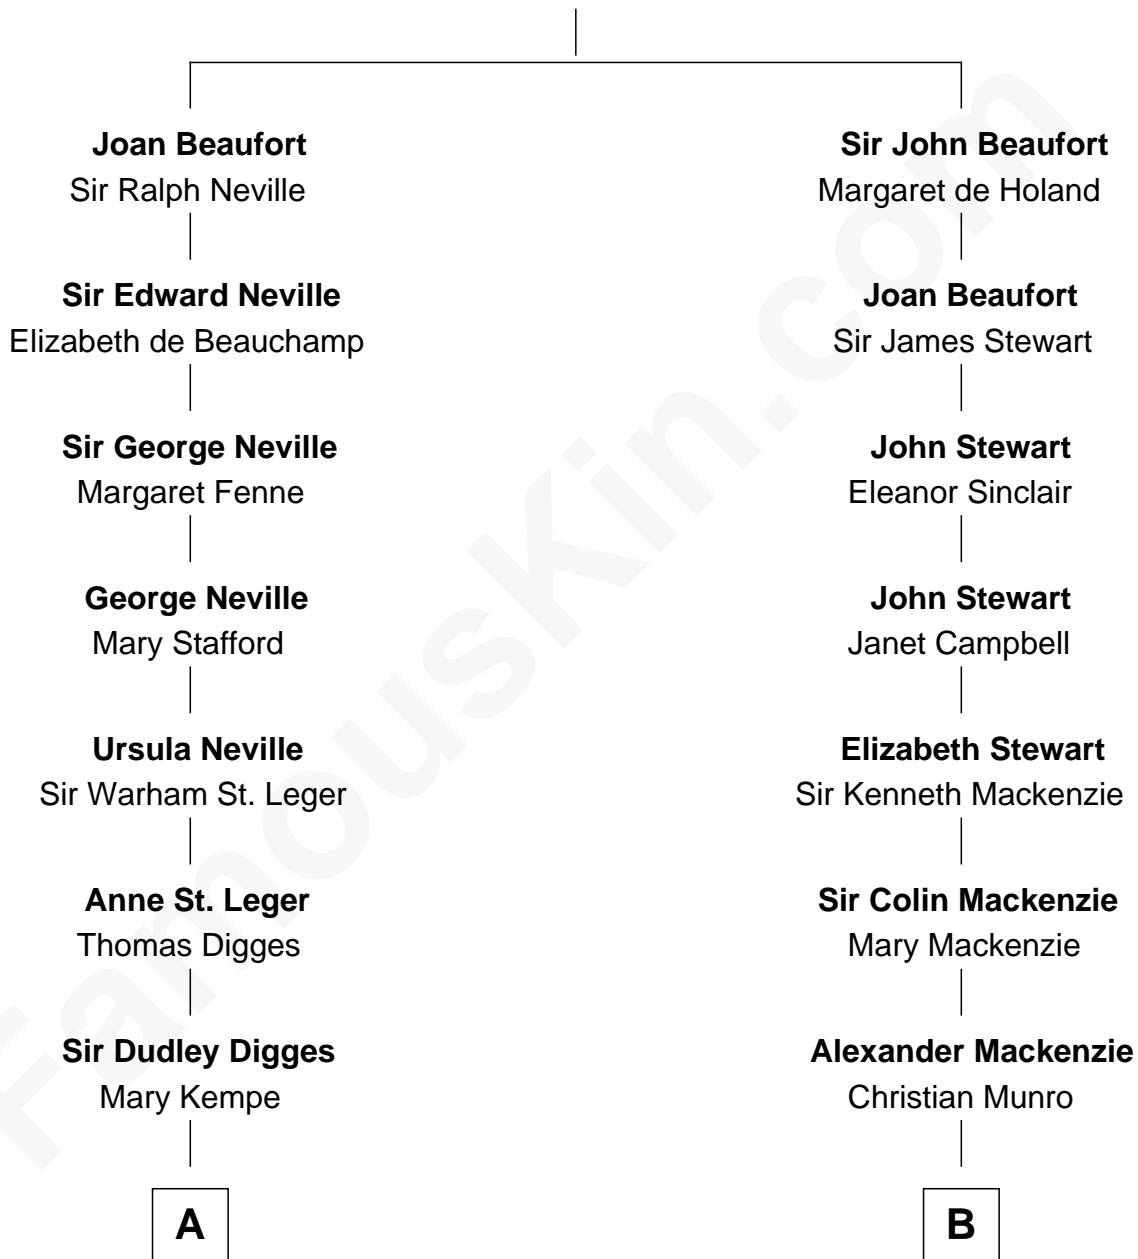 Joan Beaufort
Sir Ralph Neville
Sir Edward Neville
Elizabeth de Beauchamp
Sir George Neville
Margaret Fenne
George Neville
Mary Stafford
Ursula Neville
Sir Warham St. Leger
Anne St. Leger
Thomas Digges
Sir Dudley Digges
Mary Kempe
A
Sir John Beaufort
Margaret de Holand
Joan Beaufort
Sir James Stewart
John Stewart
Eleanor Sinclair
John Stewart
Janet Campbell
Elizabeth Stewart
Sir Kenneth Mackenzie
Sir Colin Mackenzie
Mary Mackenzie
Alexander Mackenzie
Christian Munro
B
FamousKin.com